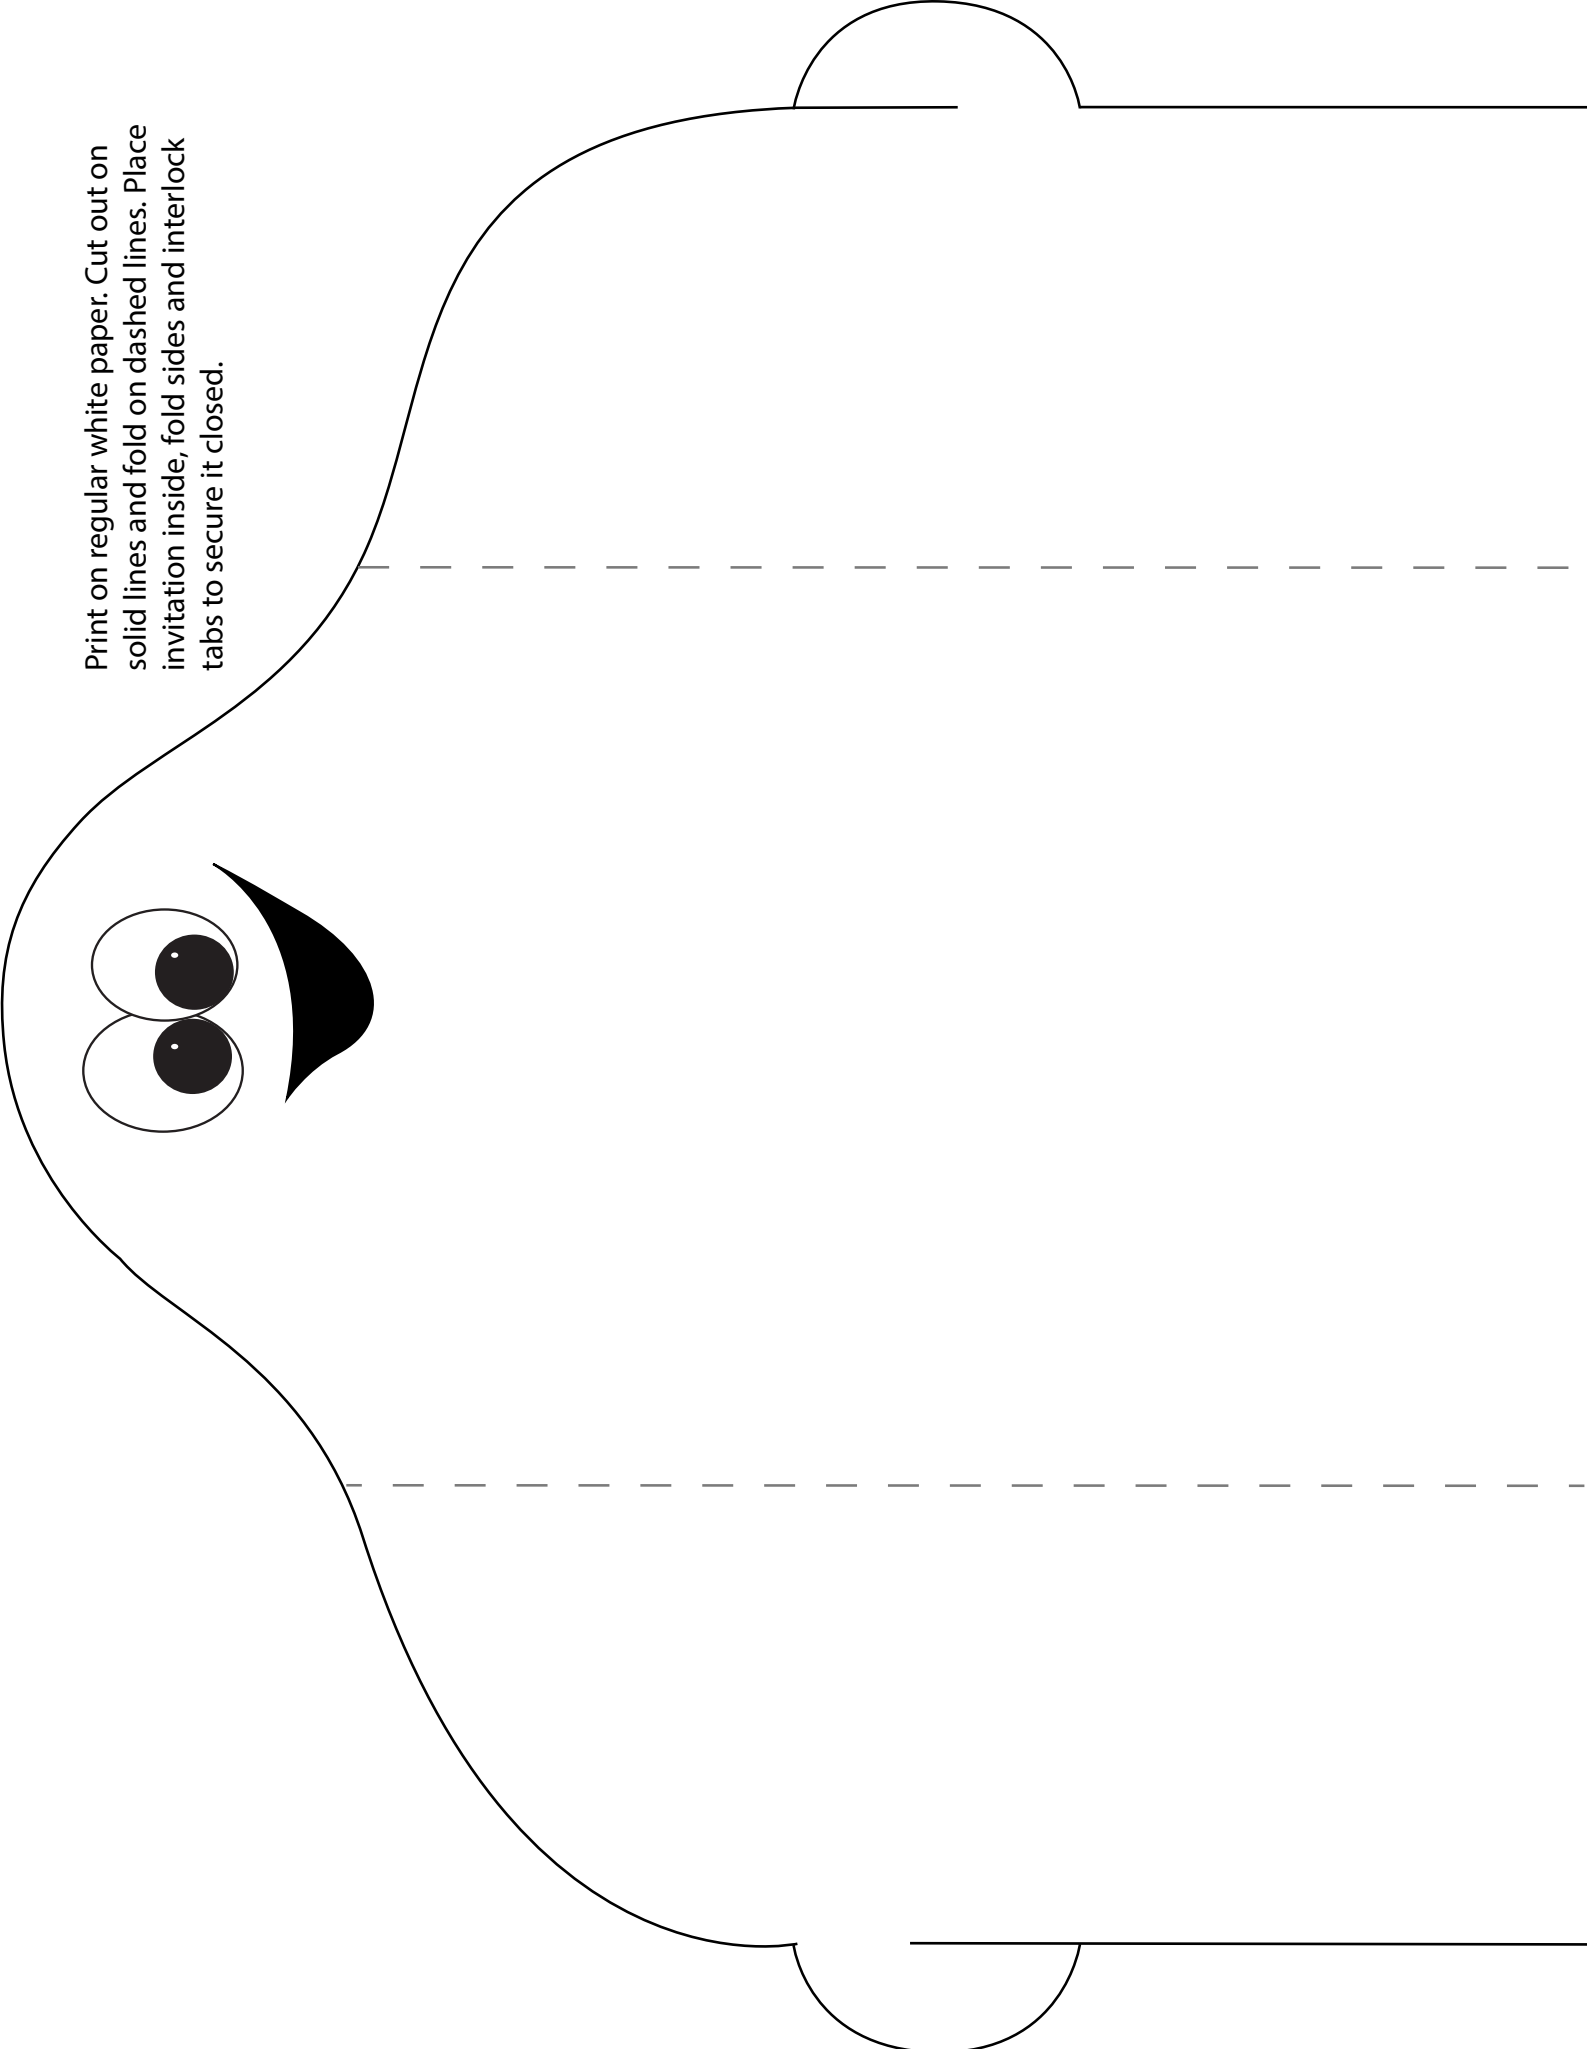 Print on regular white paper. Cut out on
solid lines and fold on dashed lines. Place
invitation inside, fold sides and interlock
tabs to secure it closed.